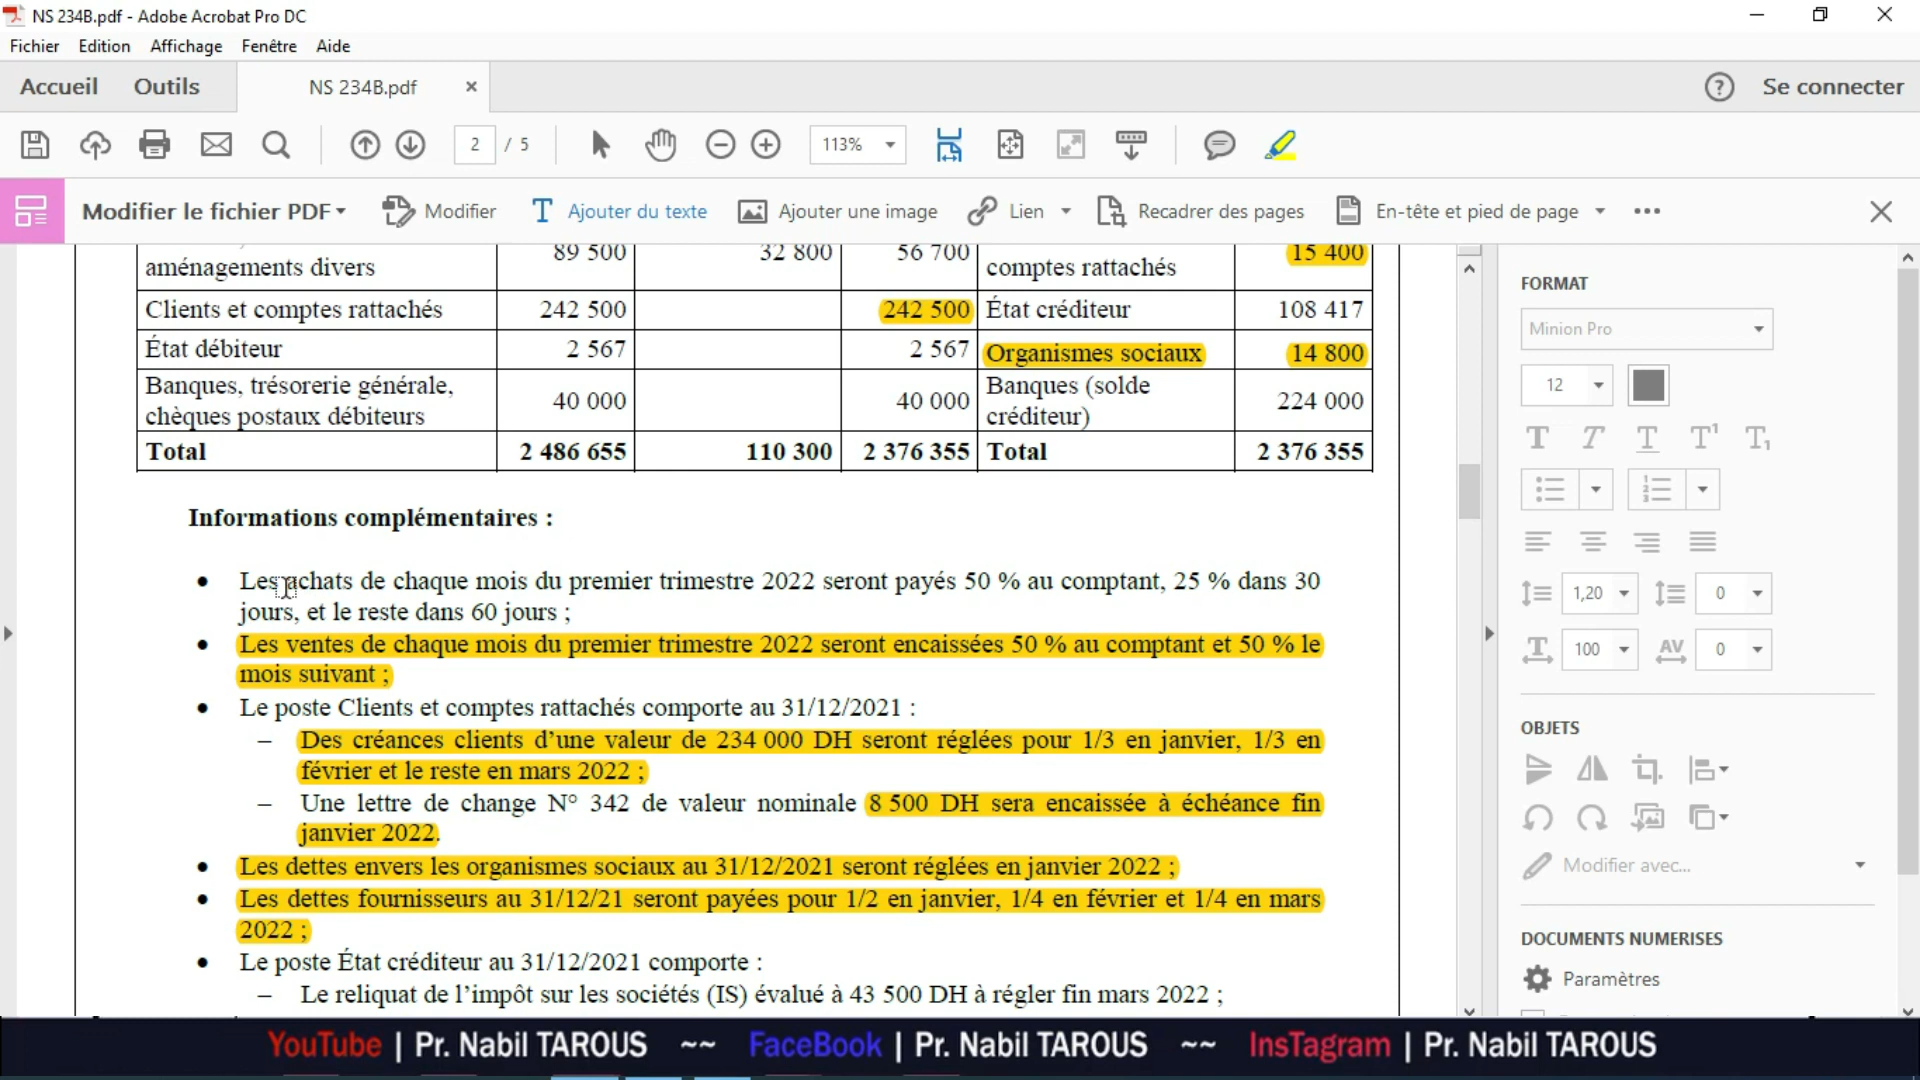 NS 234B.pdf - Adobe Acrobat Pro DC
Fichier Edition Affichage Fenêtre Aide
Accueil Outils NS 234B.pdf × ? Se connecter
2 / 5 113%
Modifier le fichier PDF Modifier Ajouter du texte Ajouter une image Lien Recadrer des pages En-tête et pied de page
aménagements divers 89 500 32 800 56 700 comptes rattachés 15 400
Clients et comptes rattachés 242 500 242 500 État créditeur 108 417
État débiteur 2 567 2 567 Organismes sociaux 14 800
Banques, trésorerie générale, chèques postaux débiteurs 40 000 40 000 Banques (solde créditeur) 224 000
Total 2 486 655 110 300 2 376 355 Total 2 376 355
Informations complémentaires :
• Les achats de chaque mois du premier trimestre 2022 seront payés 50 % au comptant, 25 % dans 30
jours, et le reste dans 60 jours ;
• Les ventes de chaque mois du premier trimestre 2022 seront encaissées 50 % au comptant et 50 % le
mois suivant ;
• Le poste Clients et comptes rattachés comporte au 31/12/2021 :
– Des créances clients d’une valeur de 234 000 DH seront réglées pour 1/3 en janvier, 1/3 en
février et le reste en mars 2022 ;
– Une lettre de change N° 342 de valeur nominale 8 500 DH sera encaissée à échéance fin
janvier 2022.
• Les dettes envers les organismes sociaux au 31/12/2021 seront réglées en janvier 2022 ;
• Les dettes fournisseurs au 31/12/21 seront payées pour 1/2 en janvier, 1/4 en février et 1/4 en mars
2022 ;
• Le poste État créditeur au 31/12/2021 comporte :
– Le reliquat de l’impôt sur les sociétés (IS) évalué à 43 500 DH à régler fin mars 2022 ;
FORMAT
Minion Pro
12
T T T T¹ T₁
1,20 0
100 AV 0
OBJETS
Modifier avec...
DOCUMENTS NUMERISES
Paramètres
YouTube | Pr. Nabil TAROUS ~~ FaceBook | Pr. Nabil TAROUS ~~ InsTagram | Pr. Nabil TAROUS